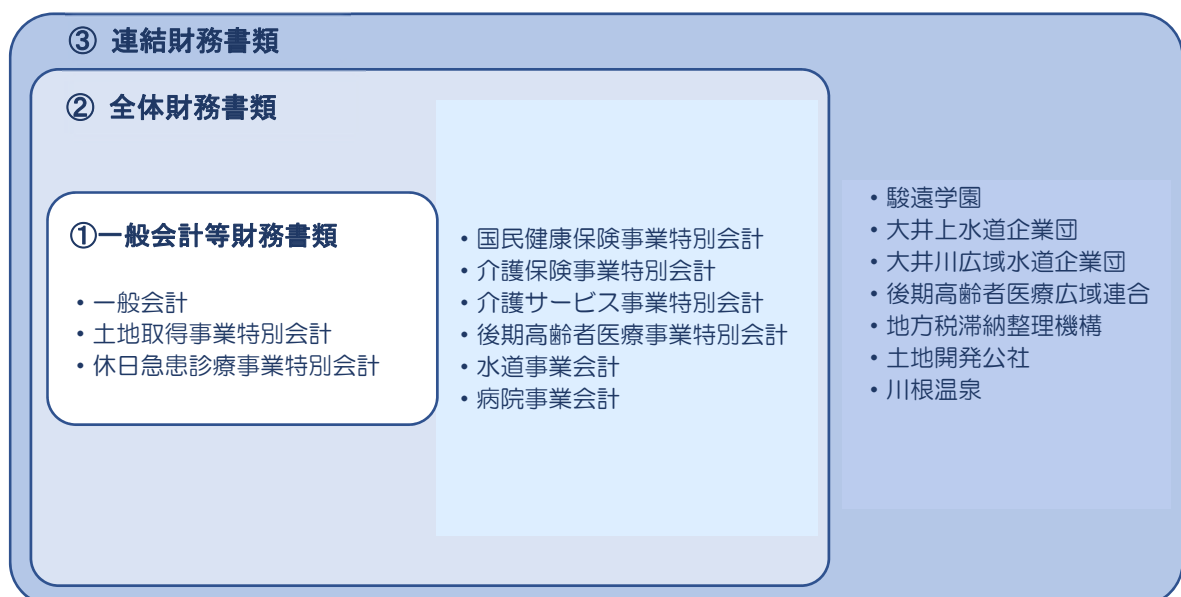 ③ 連結財務書類
② 全体財務書類
①一般会計等財務書類
・一般会計
・土地取得事業特別会計
・休日急患診療事業特別会計
・国民健康保険事業特別会計
・介護保険事業特別会計
・介護サービス事業特別会計
・後期高齢者医療事業特別会計
・水道事業会計
・病院事業会計
・駿遠学園
・大井上水道企業団
・大井川広域水道企業団
・後期高齢者医療広域連合
・地方税滞納整理機構
・土地開発公社
・川根温泉